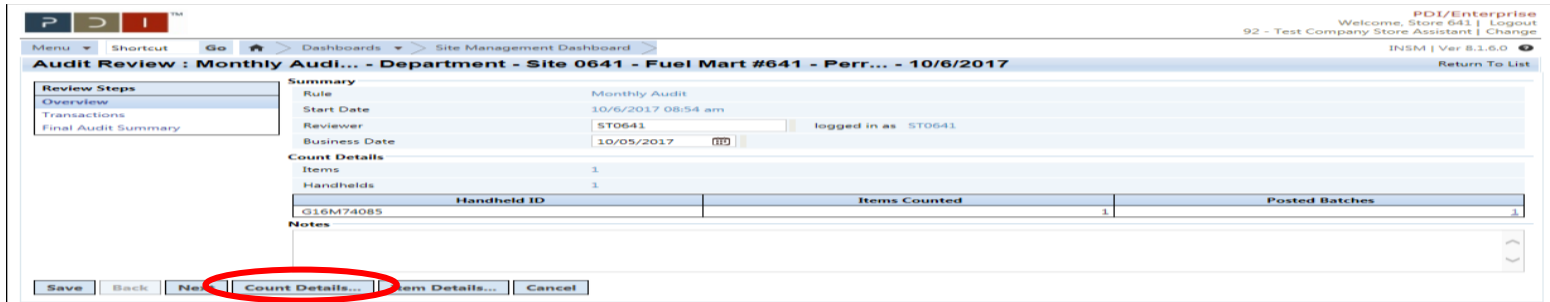 PDI TM
PDI/Enterprise
Welcome, Store 641 | Logout
92 - Test Company Store Assistant | Change
Menu Shortcut Go Dashboards Site Management Dashboard INSM | Ver 8.1.6.0
Audit Review : Monthly Audi... - Department - Site 0641 - Fuel Mart #641 - Perr... - 10/6/2017 Return To List
Review Steps
Overview
Transactions
Final Audit Summary
Summary
Rule Monthly Audit
Start Date 10/6/2017 08:54 am
Reviewer ST0641 logged in as ST0641
Business Date 10/05/2017
Count Details
Items 1
Handhelds 1
Handheld ID Items Counted Posted Batches
G16M74085 1 1
Notes
Save Back Next Count Details... Item Details... Cancel